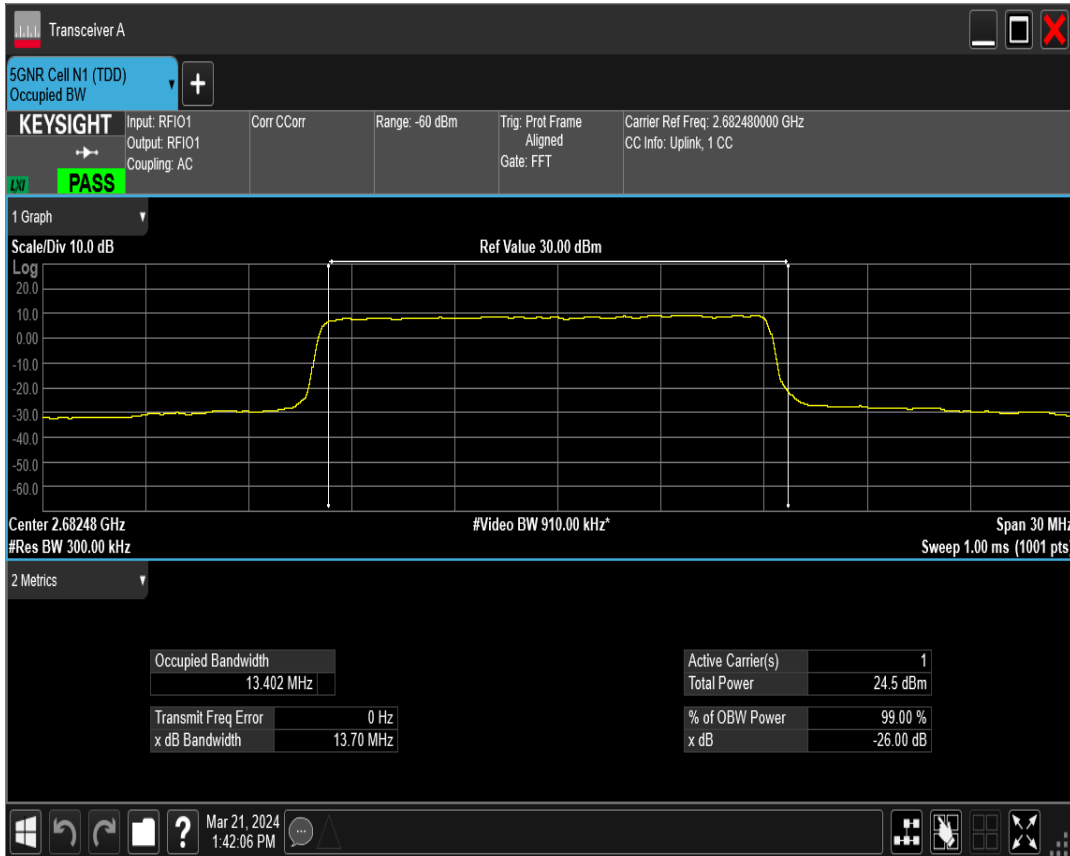 Transceiver A
5GNR Cell N1 (TDD)
Occupied BW
+
KEYSIGHT
LXI
PASS
Input: RFIO1
Output: RFIO1
Coupling: AC
Corr CCorr
Range: -60 dBm
Trig: Prot Frame
Aligned
Gate: FFT
Carrier Ref Freq: 2.682480000 GHz
CC Info: Uplink, 1 CC
1 Graph
Scale/Div 10.0 dB
Ref Value 30.00 dBm
Log
20.0
10.0
0.00
-10.0
-20.0
-30.0
-40.0
-50.0
-60.0
Center 2.68248 GHz
#Video BW 910.00 kHz*
Span 30 MHz
#Res BW 300.00 kHz
Sweep 1.00 ms (1001 pts)
2 Metrics
Occupied Bandwidth
13.402 MHz
Transmit Freq Error 0 Hz
x dB Bandwidth 13.70 MHz
Active Carrier(s) 1
Total Power 24.5 dBm
% of OBW Power 99.00 %
x dB -26.00 dB
?
Mar 21, 2024
1:42:06 PM